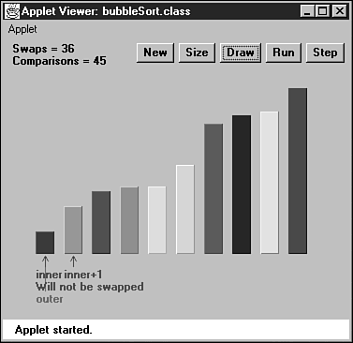 Applet Viewer: bubbleSort.class
Applet
Swaps = 36
Comparisons = 45
New Size Draw Run Step
inner inner+1
Will not be swapped
outer
Applet started.